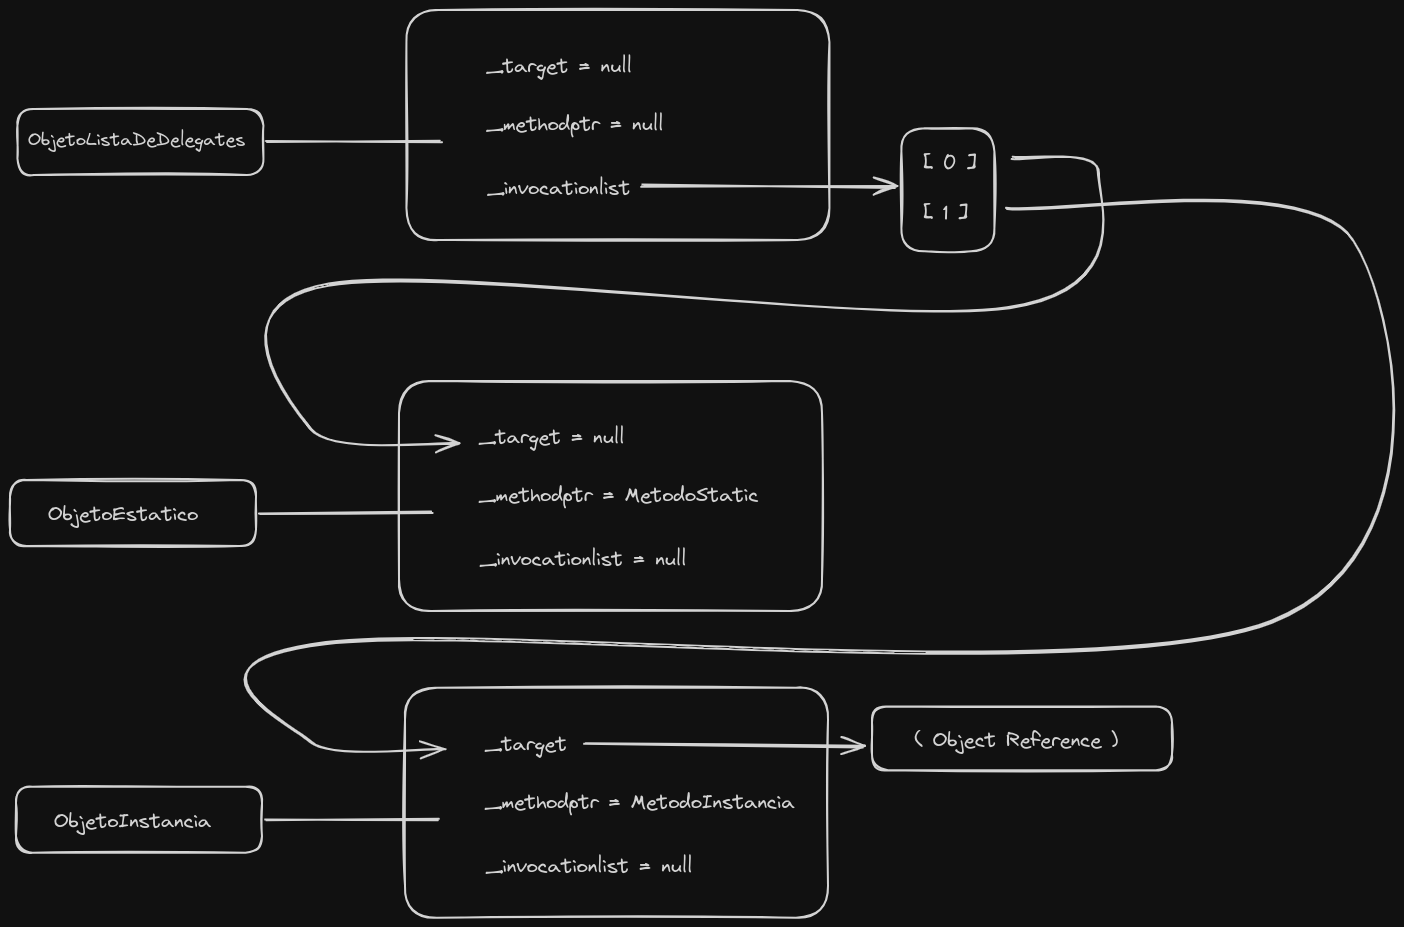 _target = null
_methodptr = null
ObjetoListaDeDelegates
_invocationlist
[ 0 ]
[ 1 ]
_target = null
_methodptr = MetodoStatic
ObjetoEstatico
_invocationlist = null
_target
( Object Reference )
_methodptr = MetodoInstancia
ObjetoInstancia
_invocationlist = null